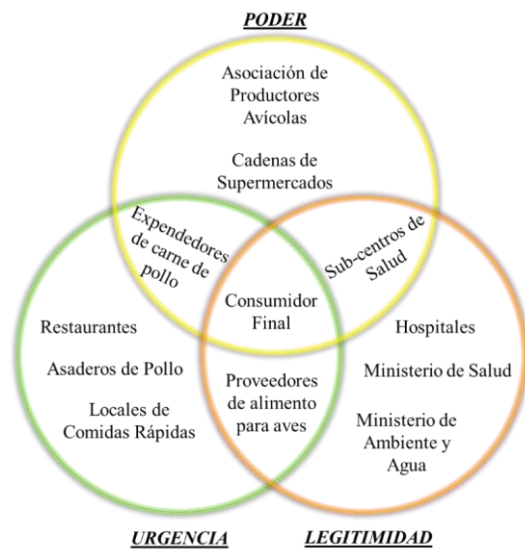 PODER
Asociación de
Productores
Avícolas
Cadenas de
Supermercados
Expendedores
de carne de
pollo
Sub-centros de
Salud
Consumidor
Final
Restaurantes
Asaderos de Pollo
Locales de
Comidas Rápidas
Proveedores
de alimento
para aves
Hospitales
Ministerio de Salud
Ministerio de
Ambiente y
Agua
URGENCIA
LEGITIMIDAD